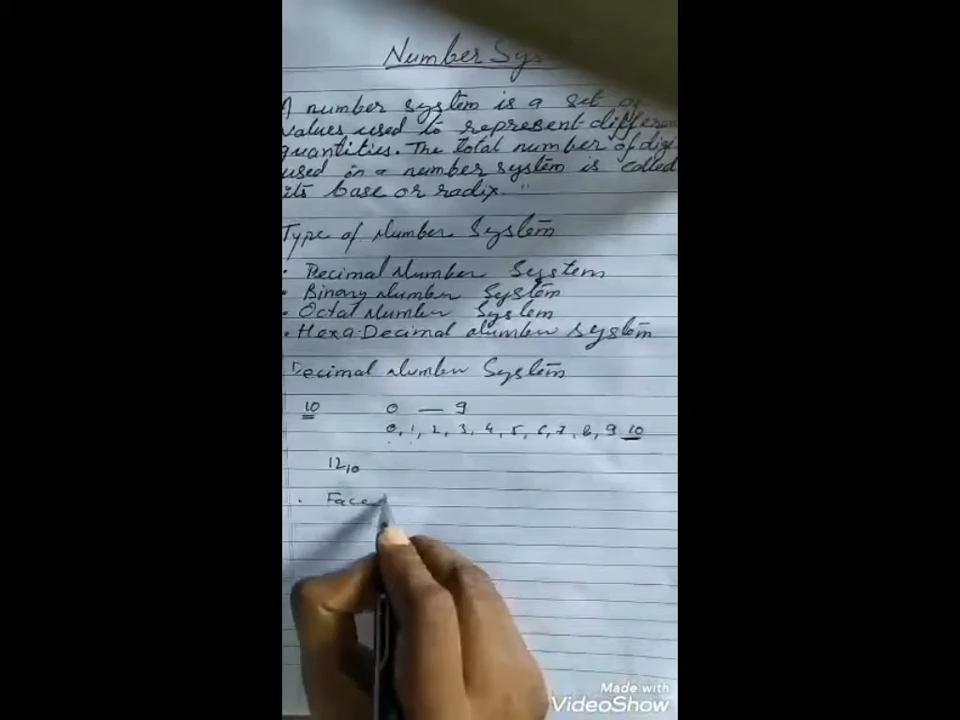 Number Sys
A number system is a set of
values used to represent differen
quantities. The total number of digi
used in a number system is called
its base or radix."
Type of Number System
• Decimal Number System
• Binary Number System
• Octal Number System
• Hexa-Decimal Number system
Decimal Number System
10 0 — 9
0, 1, 2, 3, 4, 5, 6, 7, 8, 9 10
12₁₀
• Face
Made with
VideoShow